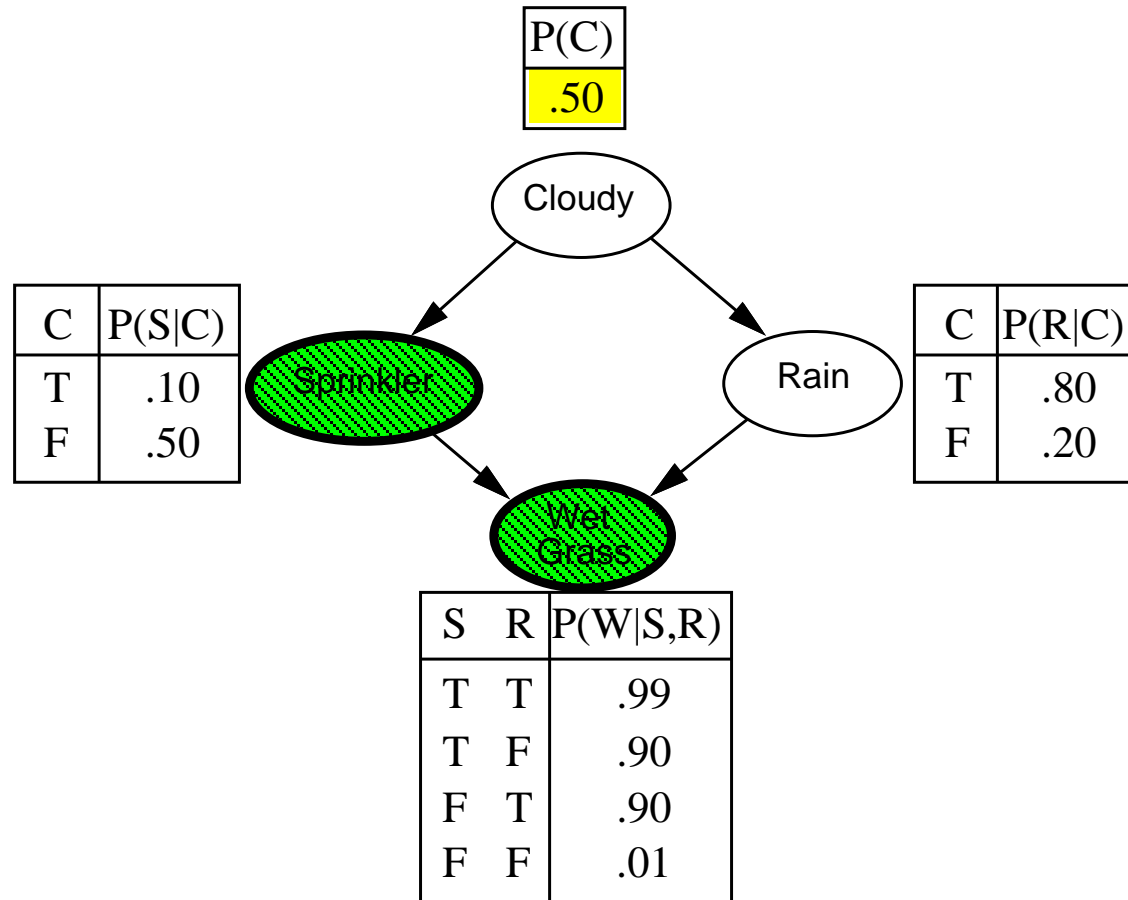 P(C)
.50
Cloudy
C P(S|C)
T .10
F .50
Sprinkler
Rain
C P(R|C)
T .80
F .20
Wet
Grass
S R P(W|S,R)
T T .99
T F .90
F T .90
F F .01